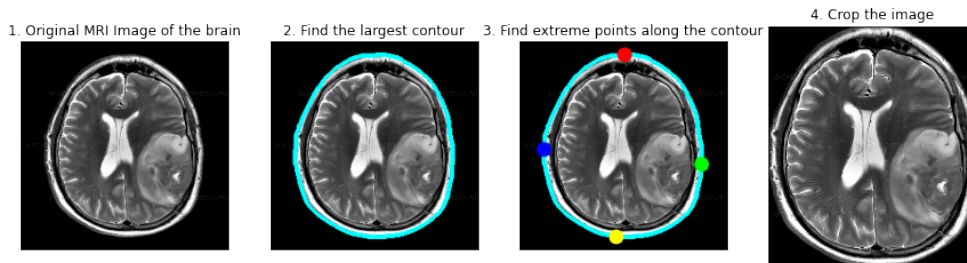 1. Original MRI Image of the brain
2. Find the largest contour
3. Find extreme points along the contour
4. Crop the image